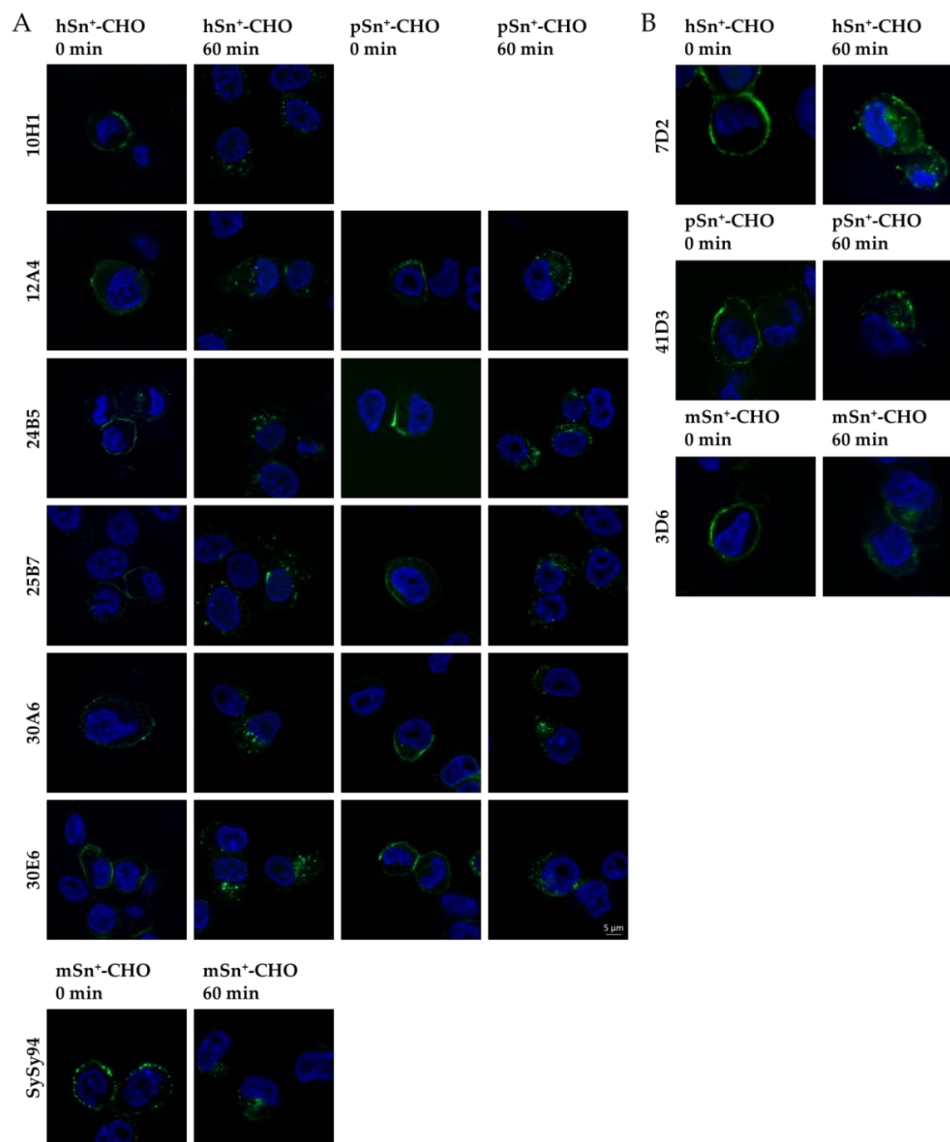 A
hSn⁺-CHO
0 min
hSn⁺-CHO
60 min
pSn⁺-CHO
0 min
pSn⁺-CHO
60 min
10H1
12A4
24B5
25B7
30A6
30E6
5 µm
mSn⁺-CHO
0 min
mSn⁺-CHO
60 min
SySy94
B
hSn⁺-CHO
0 min
hSn⁺-CHO
60 min
7D2
pSn⁺-CHO
0 min
pSn⁺-CHO
60 min
41D3
mSn⁺-CHO
0 min
mSn⁺-CHO
60 min
3D6